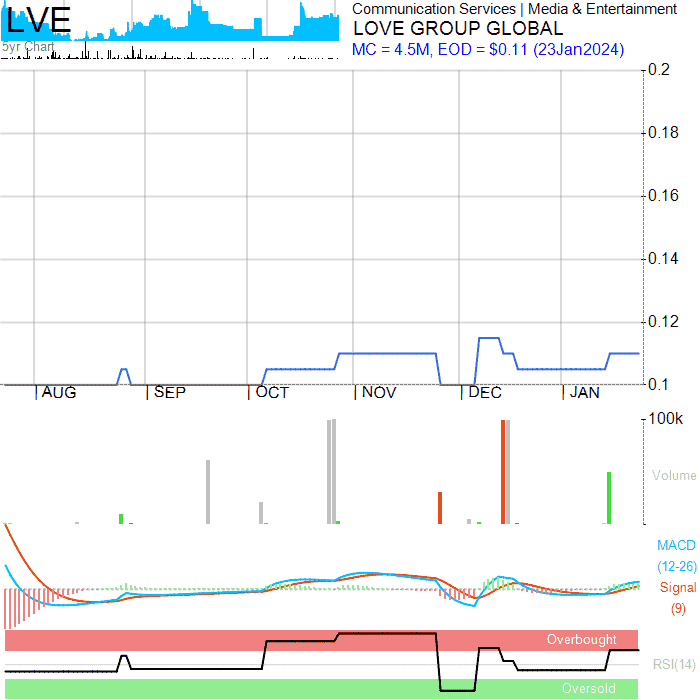 LVE
5yr Chart
Communication Services | Media & Entertainment
LOVE GROUP GLOBAL
MC = 4.5M, EOD = $0.11 (23Jan2024)
0.2
0.18
0.16
0.14
0.12
0.1
AUG SEP OCT NOV DEC JAN
100k
Volume
MACD
(12-26)
Signal
(9)
Overbought
RSI(14)
Oversold